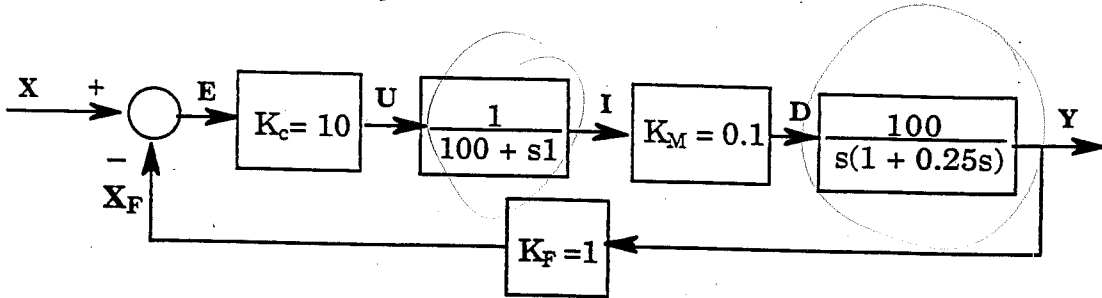 X + E K_c = 10 U 1 / 100 + s1 I K_M = 0.1 D 100 / s(1 + 0.25s) Y
−
X_F K_F = 1